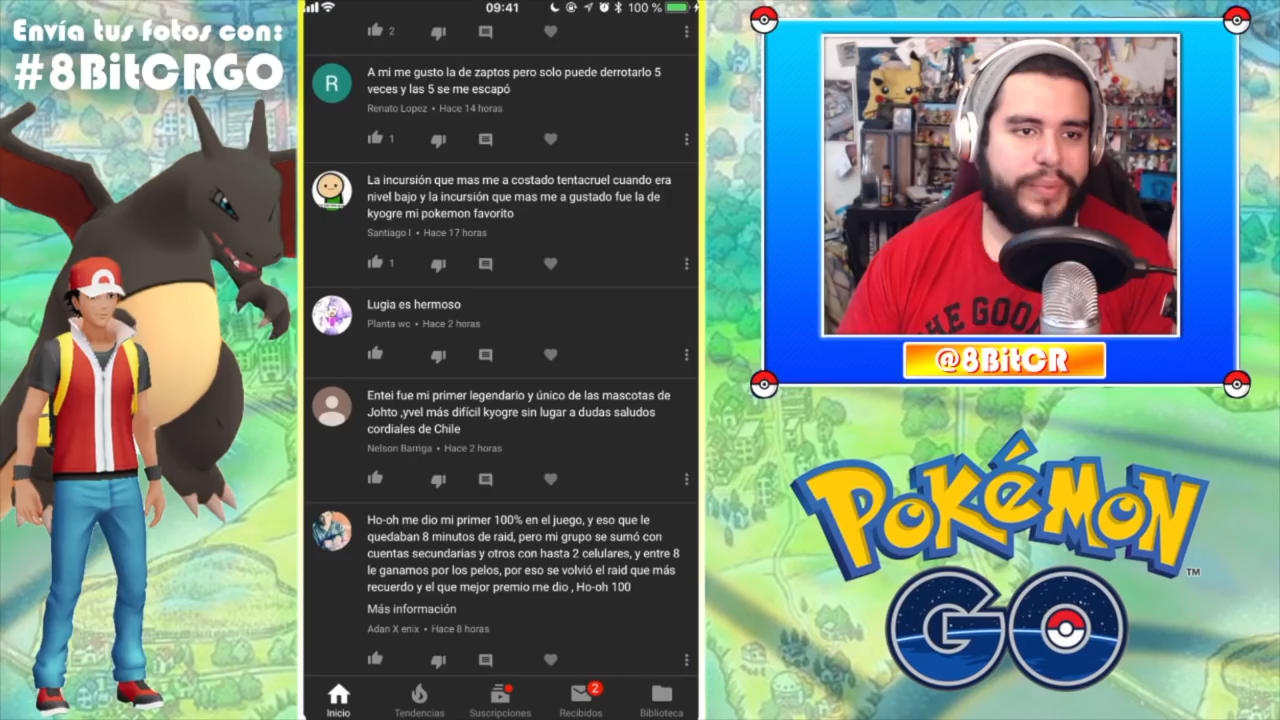 Envía tus fotos con:
#8BitCRGO
09:41
100 %
2
R
A mi me gusto la de zaptos pero solo puede derrotarlo 5
veces y las 5 se me escapó
Renato Lopez • Hace 14 horas
1
La incursión que mas me a costado tentacruel cuando era
nivel bajo y la incursión que mas me a gustado fue la de
kyogre mi pokemon favorito
Santiago I • Hace 17 horas
1
Lugia es hermoso
Planta wc • Hace 2 horas
Entei fue mi primer legendario y único de las mascotas de
Johto ,yvel más difícil kyogre sin lugar a dudas saludos
cordiales de Chile
Nelson Barriga • Hace 2 horas
Ho-oh me dio mi primer 100% en el juego, y eso que le
quedaban 8 minutos de raid, pero mi grupo se sumó con
cuentas secundarias y otros con hasta 2 celulares, y entre 8
le ganamos por los pelos, por eso se volvió el raid que más
recuerdo y el que mejor premio me dio , Ho-oh 100
Más información
Adan X enix • Hace 8 horas
2
Inicio
Tendencias
Suscripciones
Recibidos
Biblioteca
HE GOO
@8BitCR
POKéMON
TM
GO